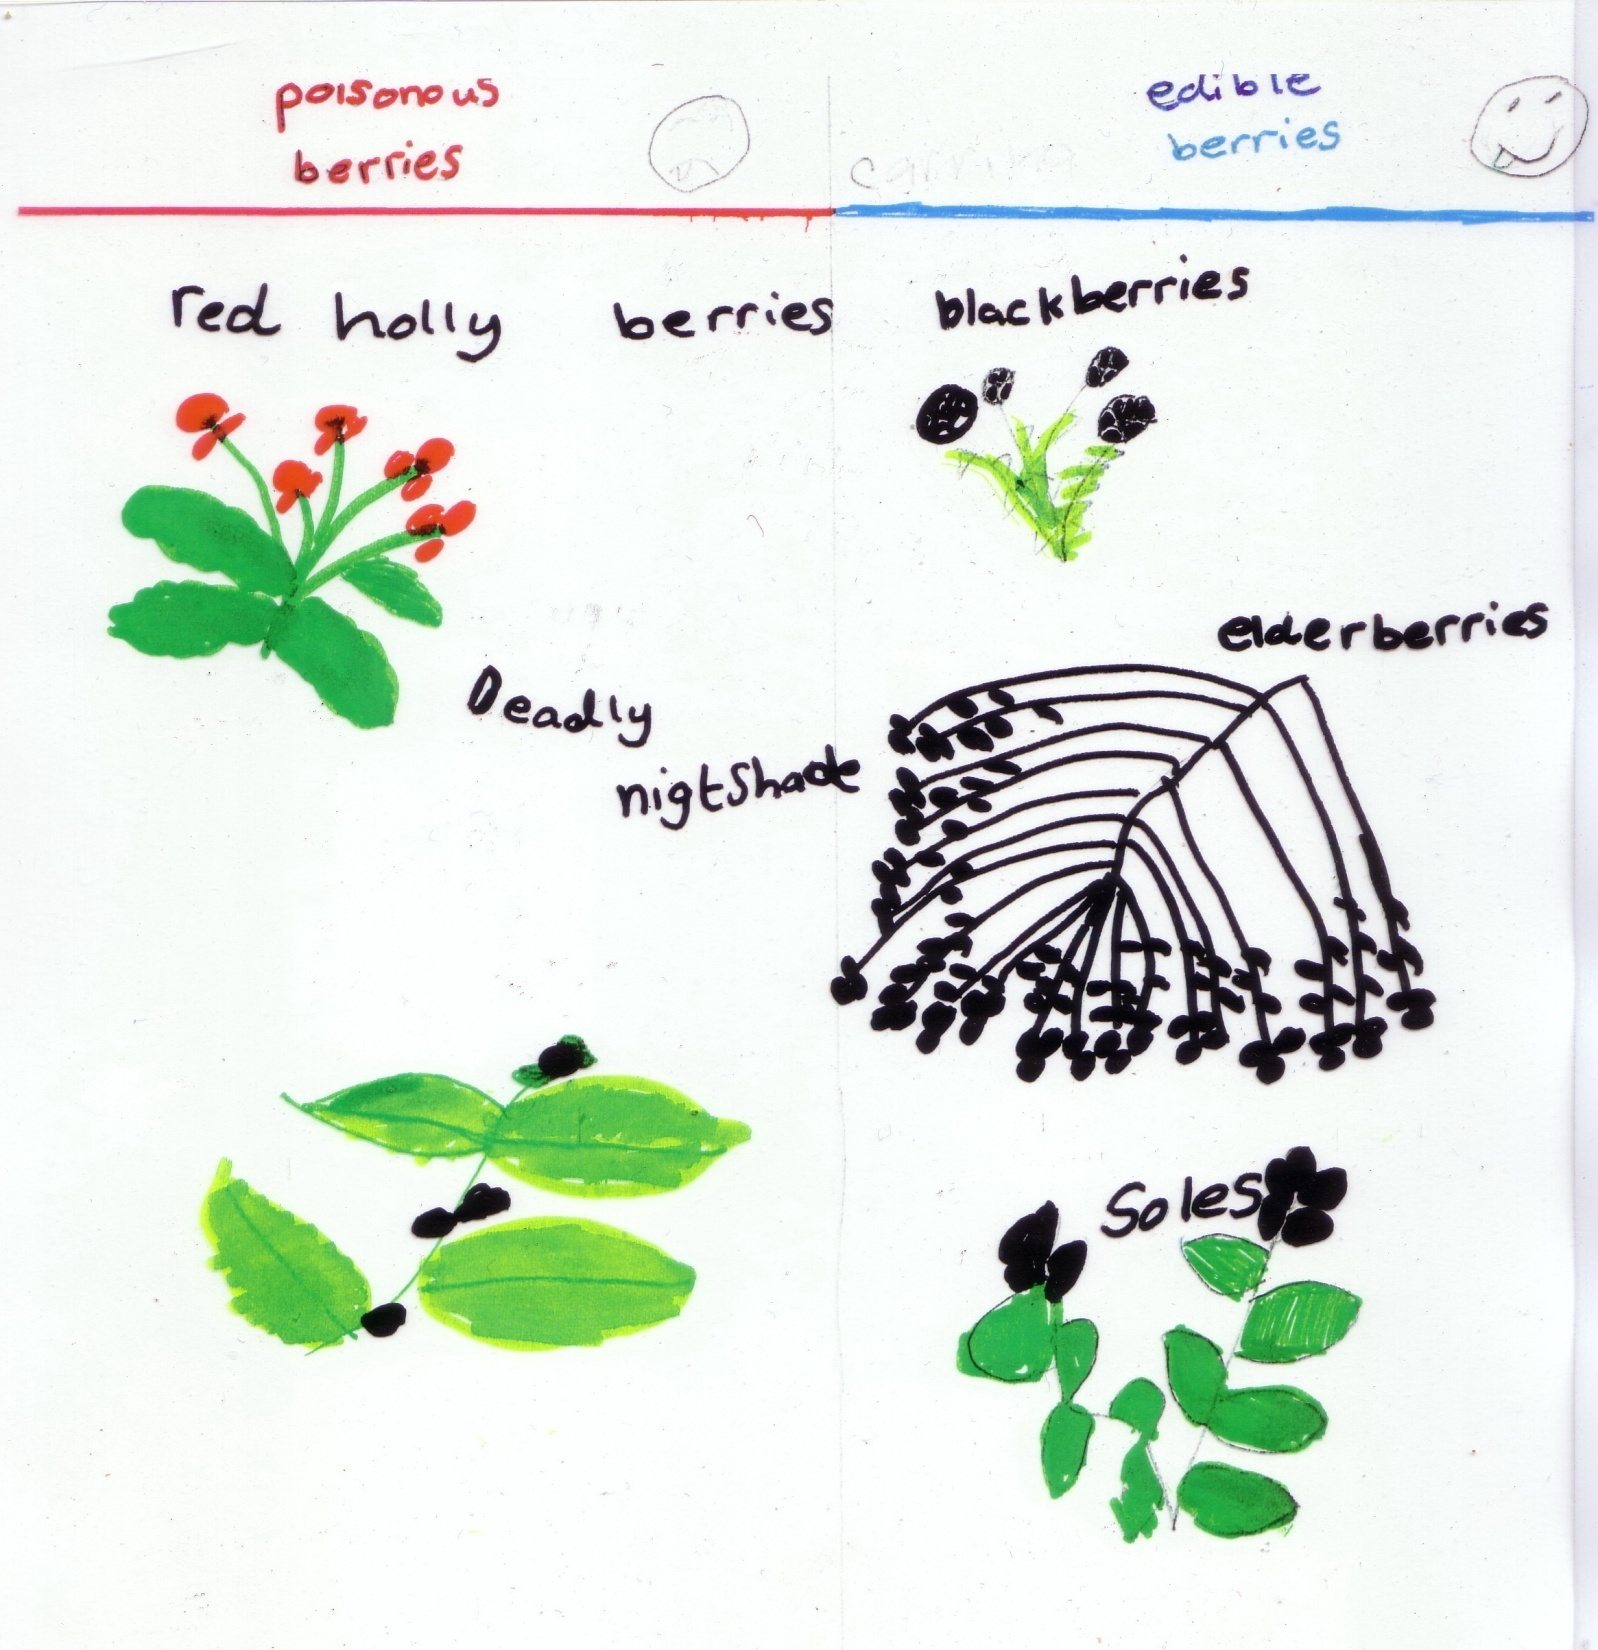 poisonous
berries
edible
berries
red holly berries
Deadly
nigtshade
blackberries
elderberries
Soles